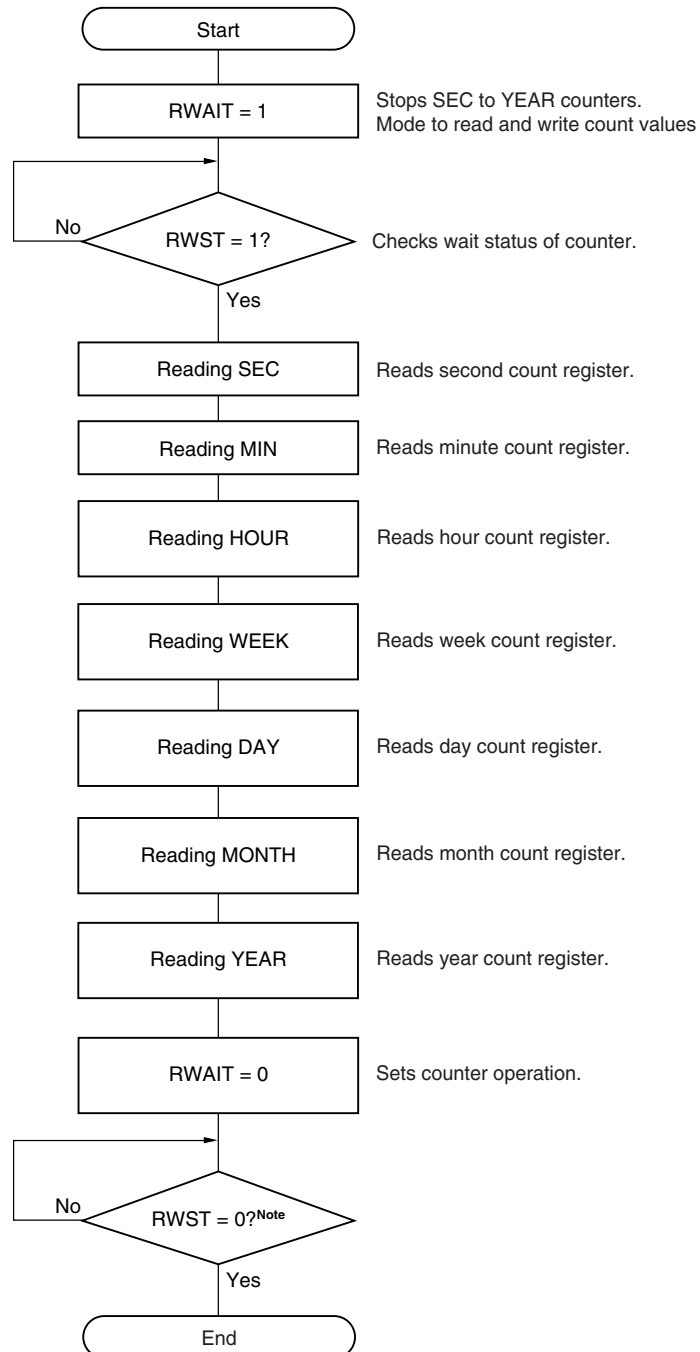 Start
RWAIT = 1
Stops SEC to YEAR counters.
Mode to read and write count values
No
RWST = 1?
Checks wait status of counter.
Yes
Reading SEC
Reads second count register.
Reading MIN
Reads minute count register.
Reading HOUR
Reads hour count register.
Reading WEEK
Reads week count register.
Reading DAY
Reads day count register.
Reading MONTH
Reads month count register.
Reading YEAR
Reads year count register.
RWAIT = 0
Sets counter operation.
No
RWST = 0?Note
Yes
End